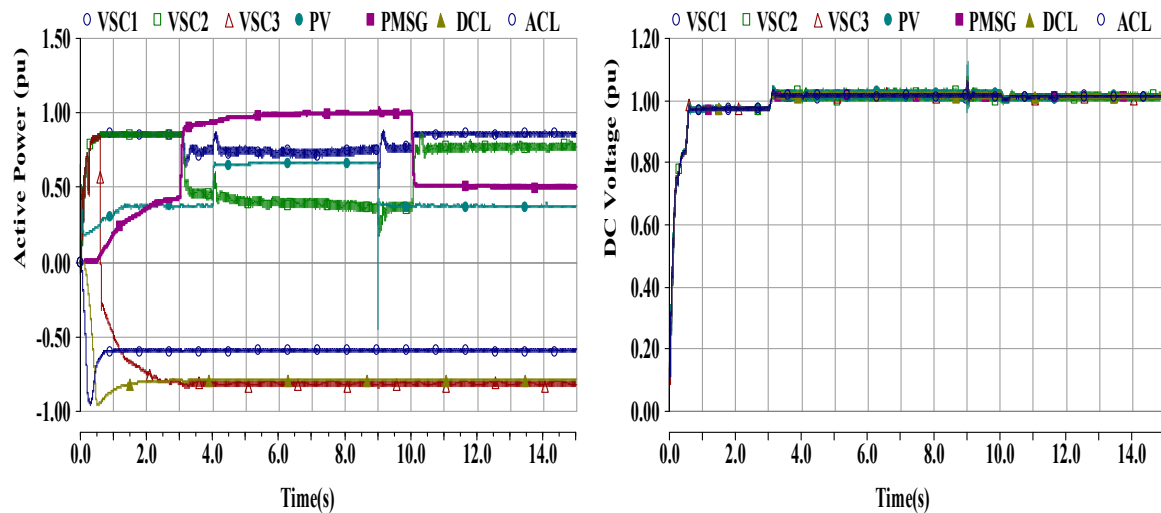 VSC1 VSC2 VSC3 PV PMSG DCL ACL
Active Power (pu)
1.50
1.00
0.50
0.00
-0.50
-1.00
0.0 2.0 4.0 6.0 8.0 10.0 12.0 14.0
Time(s)
VSC1 VSC2 VSC3 PV PMSG DCL ACL
DC Voltage (pu)
1.20
1.00
0.80
0.60
0.40
0.20
0.00
0.0 2.0 4.0 6.0 8.0 10.0 12.0 14.0
Time(s)